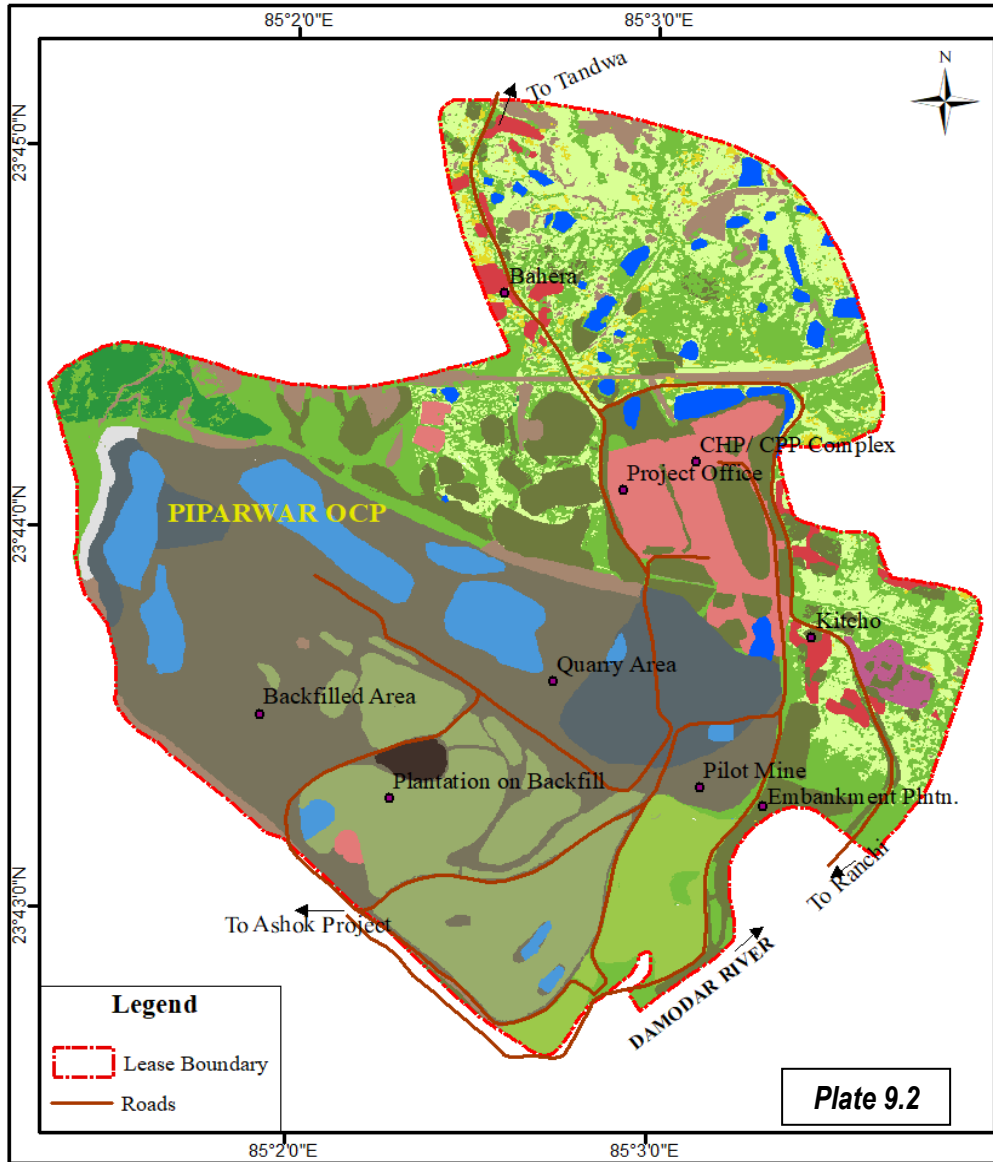 85°2'0"E
85°3'0"E
N
To Tandwa
23°45'0"N
Bahera
CHP/ CPP Complex
Project Office
PIPARWAR OCP
23°44'0"N
Kitcho
Quarry Area
Backfilled Area
Pilot Mine
Plantation on Backfill
Embankment Plntn.
To Ranchi
23°43'0"N
To Ashok Project
DAMODAR RIVER
Legend
Lease Boundary
Roads
Plate 9.2
85°2'0"E
85°3'0"E